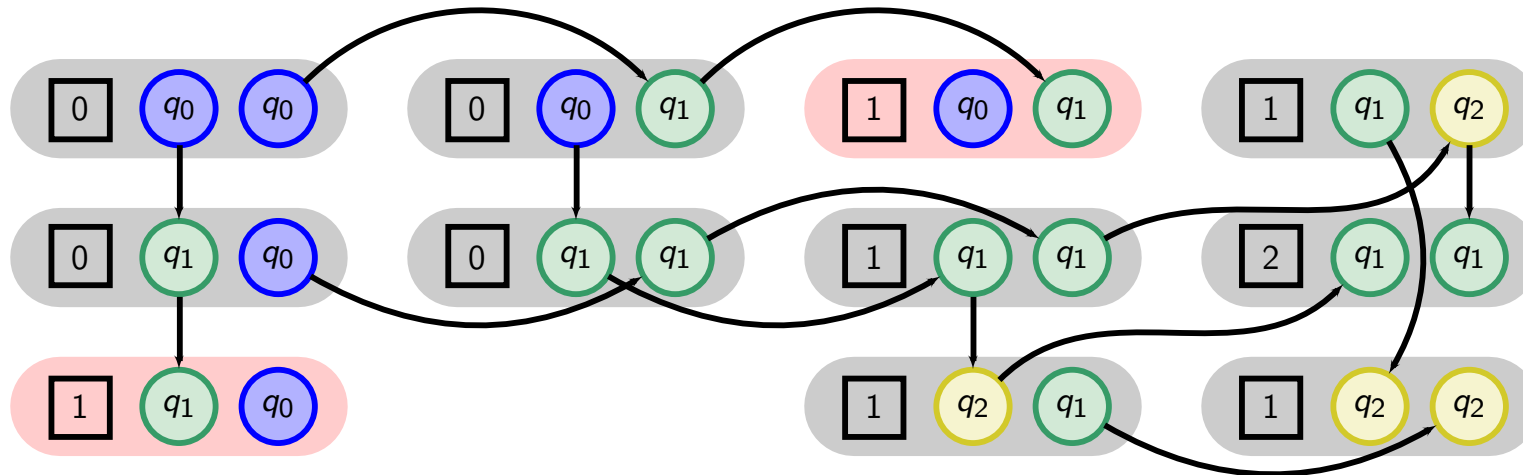 0 q0 q0 0 q0 q1 1 q0 q1 1 q1 q2
0 q1 q0 0 q1 q1 1 q1 q1 2 q1 q1
1 q1 q0 1 q2 q1 1 q2 q2